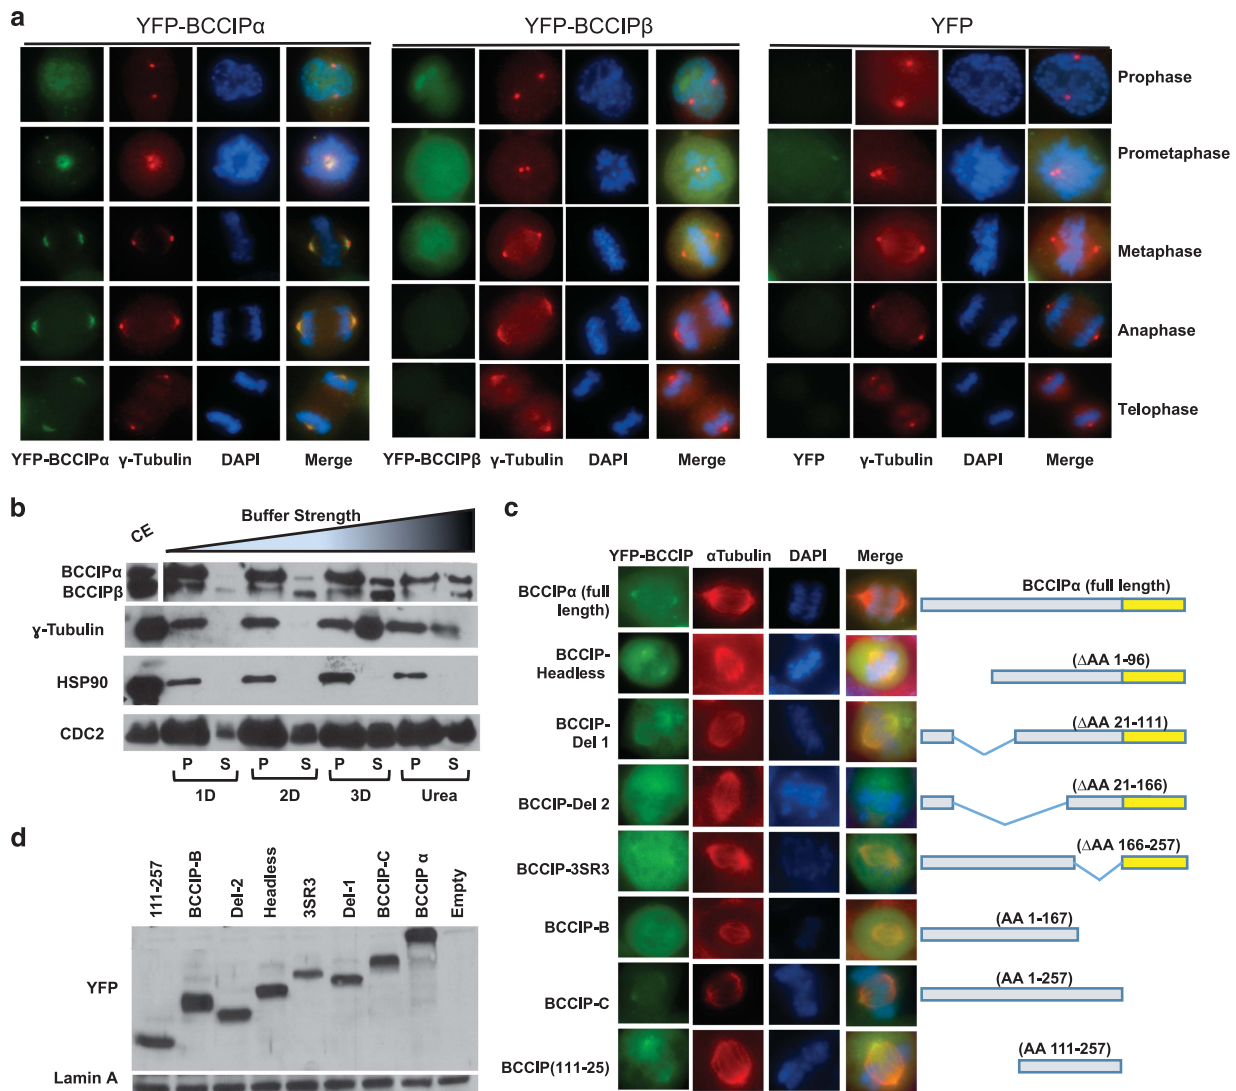 a
YFP-BCCIPα
YFP-BCCIPβ
YFP
Prophase
Prometaphase
Metaphase
Anaphase
Telophase
YFP-BCCIPα γ-Tubulin DAPI Merge
YFP-BCCIPβ γ-Tubulin DAPI Merge
YFP γ-Tubulin DAPI Merge
b
CE
Buffer Strength
BCCIPα
BCCIPβ
γ-Tubulin
HSP90
CDC2
P S P S P S P S
1D 2D 3D Urea
c
YFP-BCCIP αTubulin DAPI Merge
BCCIPα (full
length)
BCCIPα (full length)
BCCIP-
Headless
(ΔAA 1-96)
BCCIP-
Del 1
(ΔAA 21-111)
BCCIP-Del 2
(ΔAA 21-166)
BCCIP-3SR3
(ΔAA 166-257)
BCCIP-B
(AA 1-167)
BCCIP-C
(AA 1-257)
BCCIP(111-25)
(AA 111-257)
d
111-257
BCCIP-B
Del-2
Headless
3SR3
Del-1
BCCIP-C
BCCIP α
Empty
YFP
Lamin A